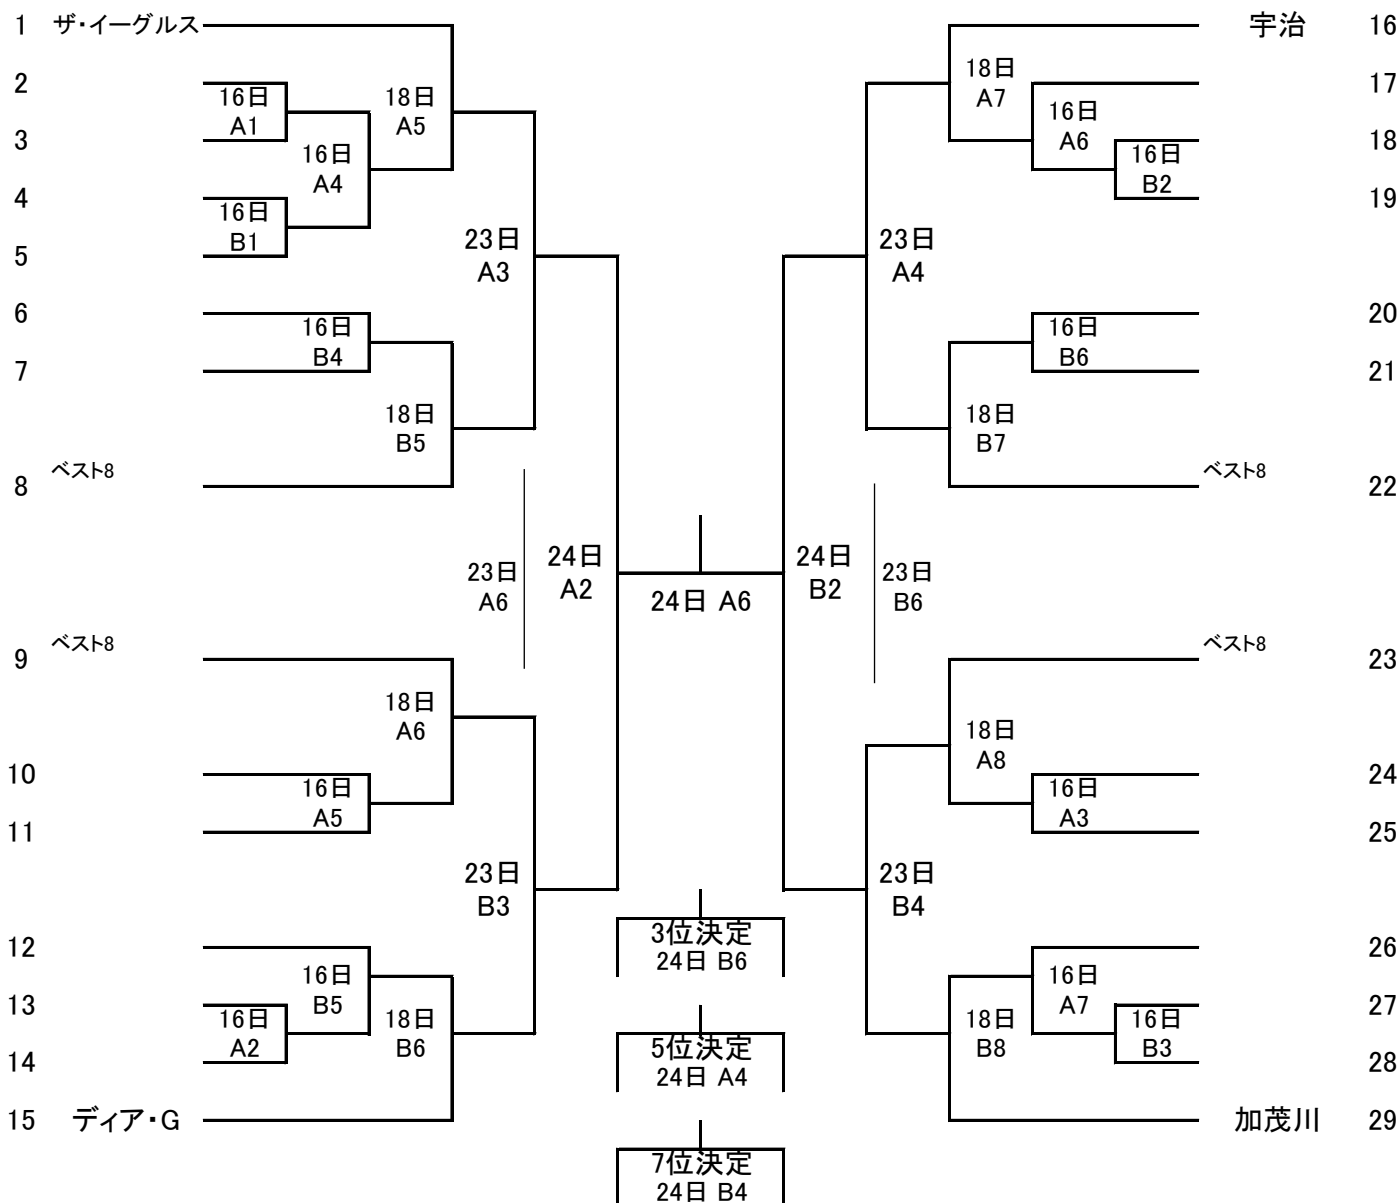 1 ザ・イーグルス
2
16日
A1
3
16日
A4
4
16日
B1
5
18日
A5
23日
A3
6
16日
B4
7
18日
B5
8 ベスト8
23日
A6
24日
A2
9 ベスト8
18日
A6
10
16日
A5
11
23日
B3
12
16日
B5
13
16日
A2
14
18日
B6
15 ディア・G
24日 A6
3位決定
24日 B6
5位決定
24日 A4
7位決定
24日 B4
宇治 16
18日
A7
17
16日
A6
18
16日
B2
19
23日
A4
20
16日
B6
21
18日
B7
ベスト8 22
24日
B2
23日
B6
ベスト8 23
18日
A8
24
16日
A3
25
23日
B4
26
16日
A7
27
16日
B3
28
18日
B8
加茂川 29